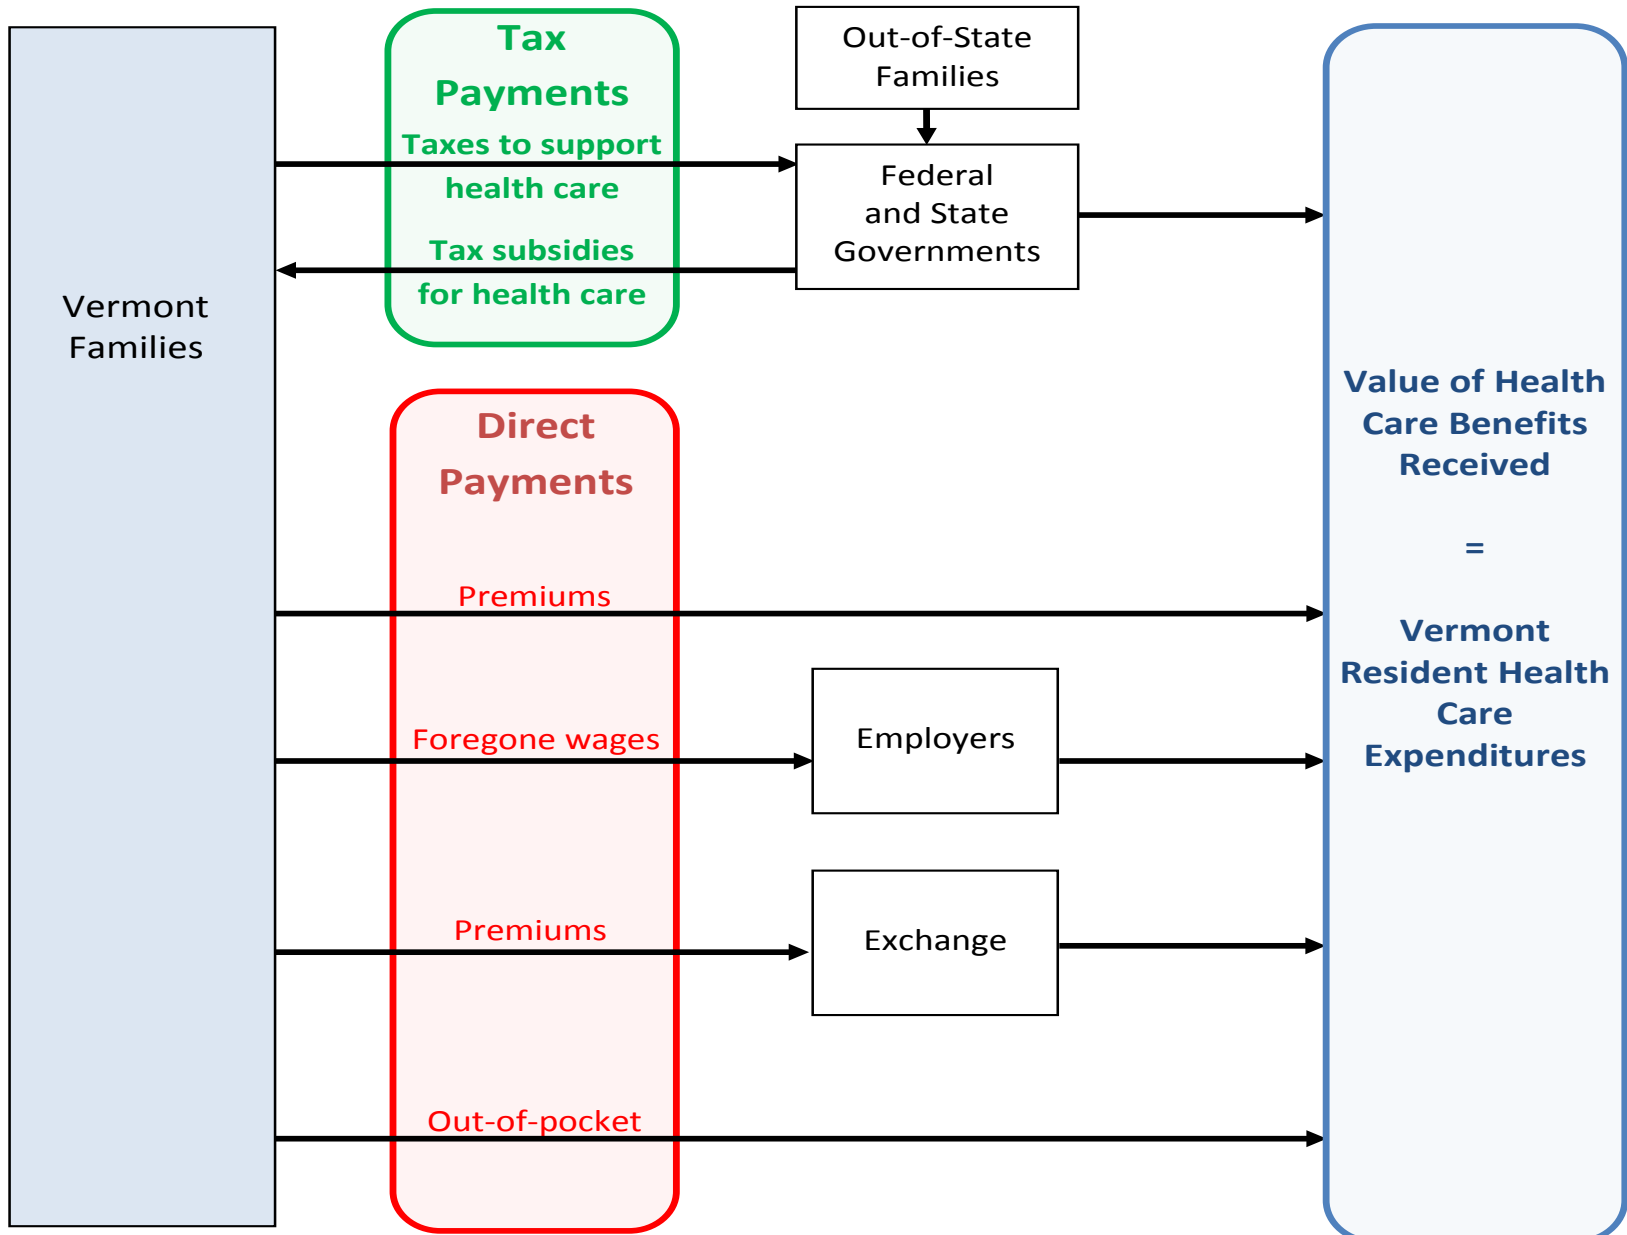 Vermont
Families
Tax
Payments
Taxes to support
health care
Tax subsidies
for health care
Out-of-State
Families
Federal
and State
Governments
Direct
Payments
Premiums
Foregone wages
Employers
Premiums
Exchange
Out-of-pocket
Value of Health
Care Benefits
Received
=
Vermont
Resident Health
Care
Expenditures